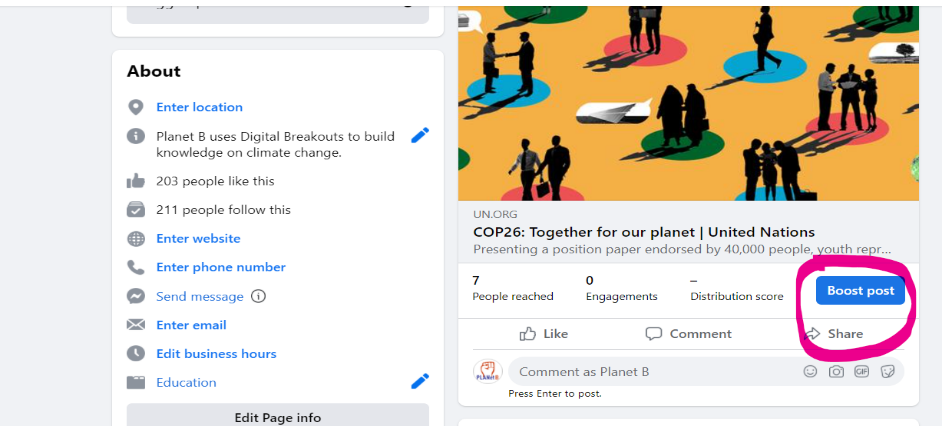 About
Enter location
Planet B uses Digital Breakouts to build
knowledge on climate change.
203 people like this
211 people follow this
Enter website
Enter phone number
Send message
Enter email
Edit business hours
Education
Edit Page info
UN.ORG
COP26: Together for our planet | United Nations
Presenting a position paper endorsed by 40,000 people, youth repr...
7
People reached
0
Engagements
–
Distribution score
Boost post
Like
Comment
Share
PLANET B
Comment as Planet B
GIF
Press Enter to post.